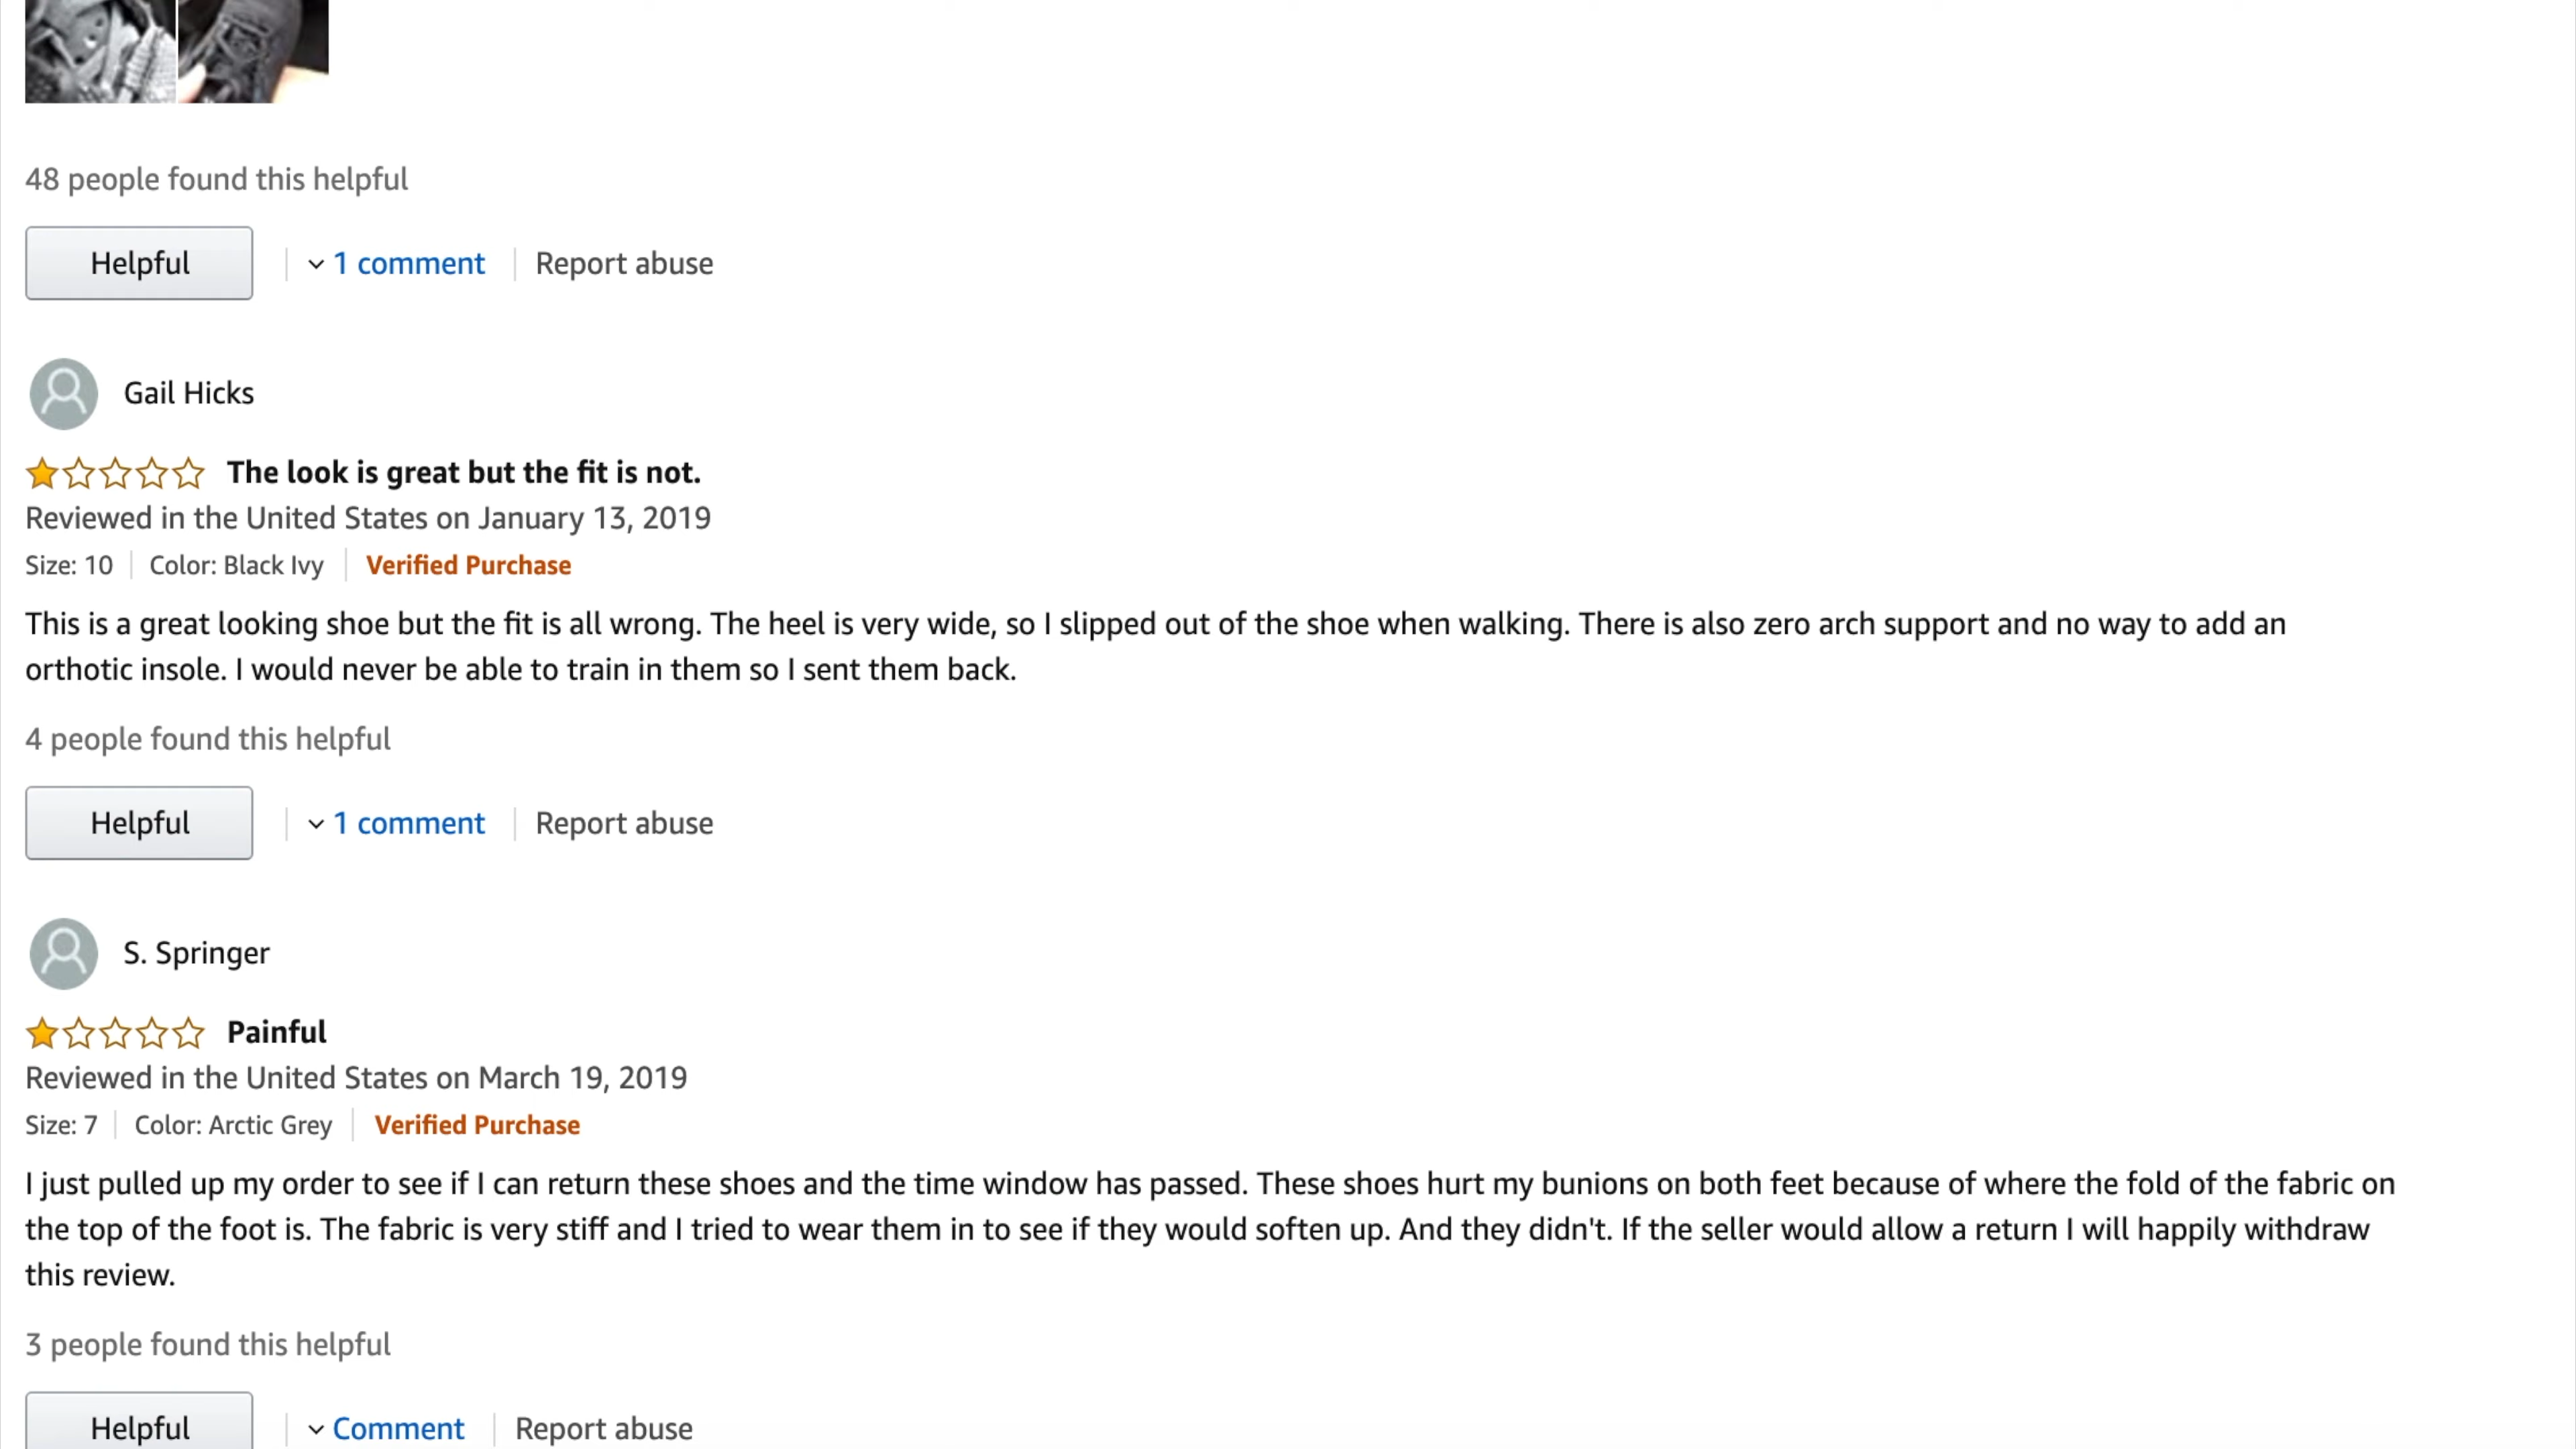 48 people found this helpful
Helpful
1 comment
Report abuse
Gail Hicks
The look is great but the fit is not.
Reviewed in the United States on January 13, 2019
Size: 10
Color: Black Ivy
Verified Purchase
This is a great looking shoe but the fit is all wrong. The heel is very wide, so I slipped out of the shoe when walking. There is also zero arch support and no way to add an
orthotic insole. I would never be able to train in them so I sent them back.
4 people found this helpful
Helpful
1 comment
Report abuse
S. Springer
Painful
Reviewed in the United States on March 19, 2019
Size: 7
Color: Arctic Grey
Verified Purchase
I just pulled up my order to see if I can return these shoes and the time window has passed. These shoes hurt my bunions on both feet because of where the fold of the fabric on
the top of the foot is. The fabric is very stiff and I tried to wear them in to see if they would soften up. And they didn't. If the seller would allow a return I will happily withdraw
this review.
3 people found this helpful
Helpful
Comment
Report abuse